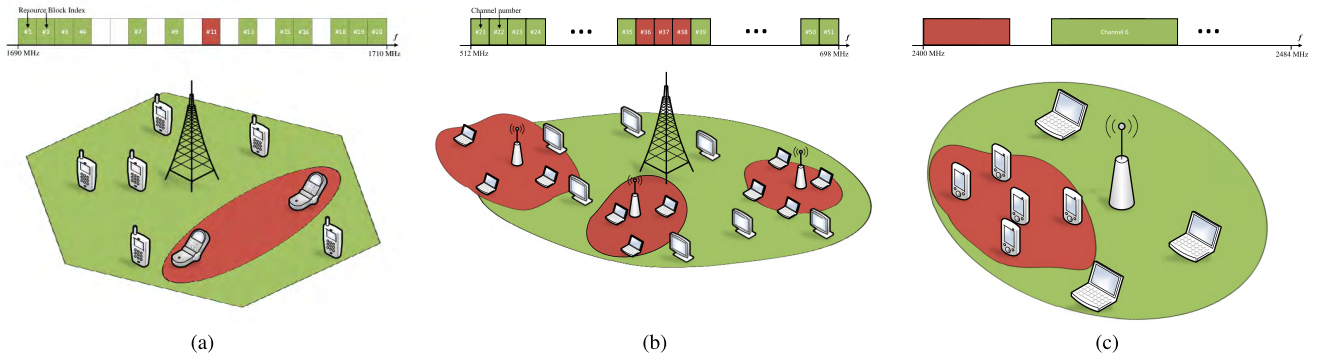 Resource Block Index
#1 #2 #3 #4 #7 #9 #11 #13 #15 #16 #18 #19 #20
f
1690 MHz 1710 MHz
(a)
Channel number
#21 #22 #23 #24 #35 #36 #37 #38 #39 #50 #51
f
512 MHz 698 MHz
(b)
Channel 6
f
2400 MHz 2484 MHz
(c)